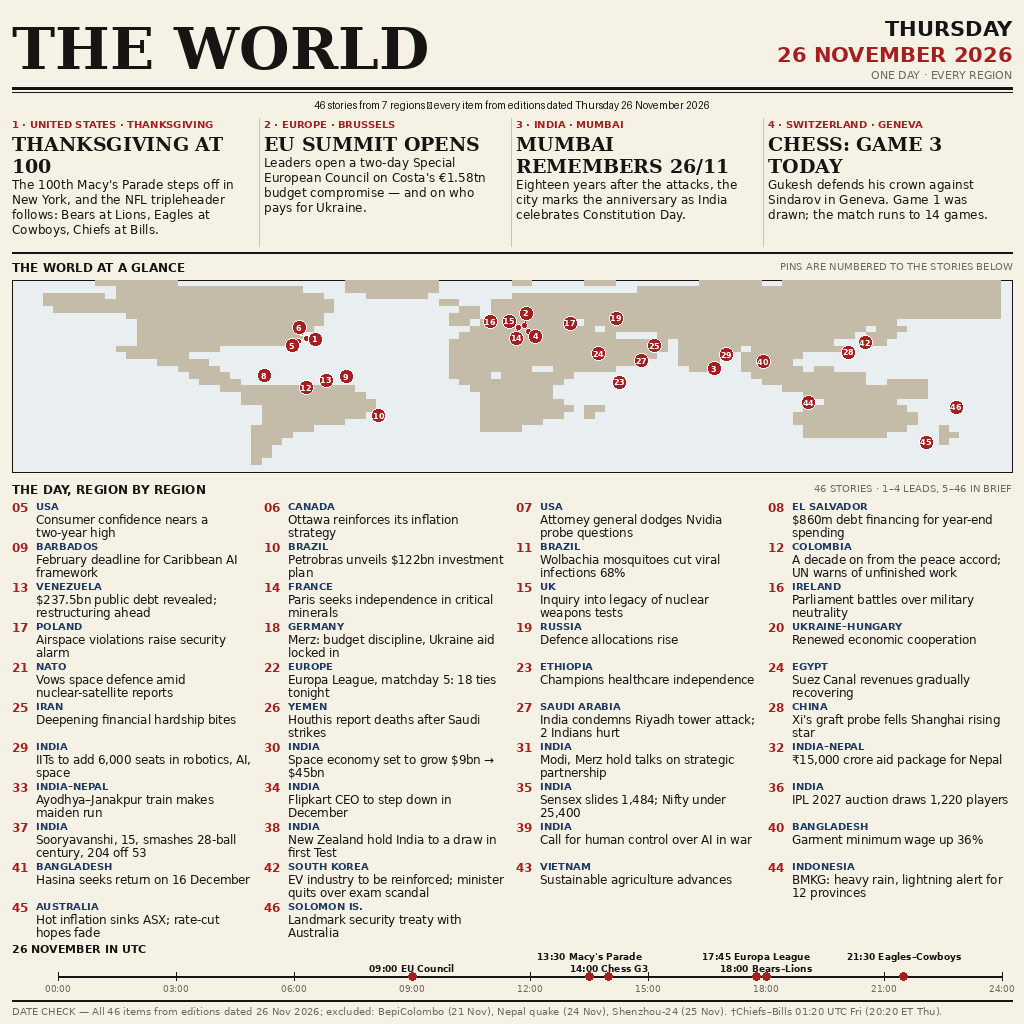 THE WORLD
THURSDAY
26 NOVEMBER 2026
ONE DAY · EVERY REGION
46 stories from 7 regions▯every item from editions dated Thursday 26 November 2026
1 · UNITED STATES · THANKSGIVING
THANKSGIVING AT
100
The 100th Macy's Parade steps off in
New York, and the NFL tripleheader
follows: Bears at Lions, Eagles at
Cowboys, Chiefs at Bills.
2 · EUROPE · BRUSSELS
EU SUMMIT OPENS
Leaders open a two-day Special
European Council on Costa's €1.58tn
budget compromise — and on who
pays for Ukraine.
3 · INDIA · MUMBAI
MUMBAI
REMEMBERS 26/11
Eighteen years after the attacks, the
city marks the anniversary as India
celebrates Constitution Day.
4 · SWITZERLAND · GENEVA
CHESS: GAME 3
TODAY
Gukesh defends his crown against
Sindarov in Geneva. Game 1 was
drawn; the match runs to 14 games.
THE WORLD AT A GLANCE
PINS ARE NUMBERED TO THE STORIES BELOW
6
1
5
8
12
13
9
10
16
15
2
14
4
17
19
24
25
27
23
3
29
40
28
42
44
46
45
THE DAY, REGION BY REGION
46 STORIES · 1–4 LEADS, 5–46 IN BRIEF
05 USA
Consumer confidence nears a
two-year high
06 CANADA
Ottawa reinforces its inflation
strategy
07 USA
Attorney general dodges Nvidia
probe questions
08 EL SALVADOR
$860m debt financing for year-end
spending
09 BARBADOS
February deadline for Caribbean AI
framework
10 BRAZIL
Petrobras unveils $122bn investment
plan
11 BRAZIL
Wolbachia mosquitoes cut viral
infections 68%
12 COLOMBIA
A decade on from the peace accord;
UN warns of unfinished work
13 VENEZUELA
$237.5bn public debt revealed;
restructuring ahead
14 FRANCE
Paris seeks independence in critical
minerals
15 UK
Inquiry into legacy of nuclear
weapons tests
16 IRELAND
Parliament battles over military
neutrality
17 POLAND
Airspace violations raise security
alarm
18 GERMANY
Merz: budget discipline, Ukraine aid
locked in
19 RUSSIA
Defence allocations rise
20 UKRAINE–HUNGARY
Renewed economic cooperation
21 NATO
Vows space defence amid
nuclear-satellite reports
22 EUROPE
Europa League, matchday 5: 18 ties
tonight
23 ETHIOPIA
Champions healthcare independence
24 EGYPT
Suez Canal revenues gradually
recovering
25 IRAN
Deepening financial hardship bites
26 YEMEN
Houthis report deaths after Saudi
strikes
27 SAUDI ARABIA
India condemns Riyadh tower attack;
2 Indians hurt
28 CHINA
Xi's graft probe fells Shanghai rising
star
29 INDIA
IITs to add 6,000 seats in robotics, AI,
space
30 INDIA
Space economy set to grow $9bn →
$45bn
31 INDIA
Modi, Merz hold talks on strategic
partnership
32 INDIA–NEPAL
₹15,000 crore aid package for Nepal
33 INDIA–NEPAL
Ayodhya–Janakpur train makes
maiden run
34 INDIA
Flipkart CEO to step down in
December
35 INDIA
Sensex slides 1,484; Nifty under
25,400
36 INDIA
IPL 2027 auction draws 1,220 players
37 INDIA
Sooryavanshi, 15, smashes 28-ball
century, 204 off 53
38 INDIA
New Zealand hold India to a draw in
first Test
39 INDIA
Call for human control over AI in war
40 BANGLADESH
Garment minimum wage up 36%
41 BANGLADESH
Hasina seeks return on 16 December
42 SOUTH KOREA
EV industry to be reinforced; minister
quits over exam scandal
43 VIETNAM
Sustainable agriculture advances
44 INDONESIA
BMKG: heavy rain, lightning alert for
12 provinces
45 AUSTRALIA
Hot inflation sinks ASX; rate-cut
hopes fade
46 SOLOMON IS.
Landmark security treaty with
Australia
26 NOVEMBER IN UTC
13:30 Macy's Parade
17:45 Europa League
21:30 Eagles–Cowboys
09:00 EU Council
14:00 Chess G3
18:00 Bears–Lions
00:00 03:00 06:00 09:00 12:00 15:00 18:00 21:00 24:00
DATE CHECK — All 46 items from editions dated 26 Nov 2026; excluded: BepiColombo (21 Nov), Nepal quake (24 Nov), Shenzhou-24 (25 Nov). †Chiefs–Bills 01:20 UTC Fri (20:20 ET Thu).